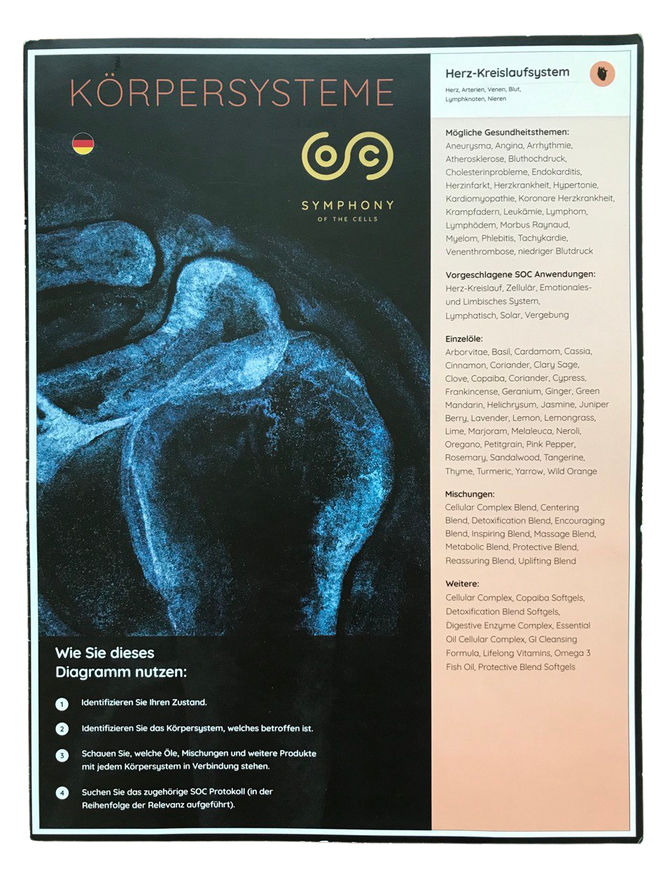 KÖRPERSYSTEME
SOC
SYMPHONY
OF THE CELLS
Wie Sie dieses
Diagramm nutzen:
1 Identifizieren Sie Ihren Zustand.
2 Identifizieren Sie das Körpersystem, welches betroffen ist.
3 Schauen Sie, welche Öle, Mischungen und weitere Produkte
mit jedem Körpersystem in Verbindung stehen.
4 Suchen Sie das zugehörige SOC Protokoll (in der
Reihenfolge der Relevanz aufgeführt).
Herz-Kreislaufsystem
Herz, Arterien, Venen, Blut,
Lymphknoten, Nieren
Mögliche Gesundheitsthemen:
Aneurysma, Angina, Arrhythmie,
Atherosklerose, Bluthochdruck,
Cholesterinprobleme, Endokarditis,
Herzinfarkt, Herzkrankheit, Hypertonie,
Kardiomyopathie, Koronare Herzkrankheit,
Krampfadern, Leukämie, Lymphom,
Lymphödem, Morbus Raynaud,
Myelom, Phlebitis, Tachykardie,
Venenthrombose, niedriger Blutdruck
Vorgeschlagene SOC Anwendungen:
Herz-Kreislauf, Zellulär, Emotionales-
und Limbisches System,
Lymphatisch, Solar, Vergebung
Einzelöle:
Arborvitae, Basil, Cardamom, Cassia,
Cinnamon, Coriander, Clary Sage,
Clove, Copaiba, Coriander, Cypress,
Frankincense, Geranium, Ginger, Green
Mandarin, Helichrysum, Jasmine, Juniper
Berry, Lavender, Lemon, Lemongrass,
Lime, Marjoram, Melaleuca, Neroli,
Oregano, Petitgrain, Pink Pepper,
Rosemary, Sandalwood, Tangerine,
Thyme, Turmeric, Yarrow, Wild Orange
Mischungen:
Cellular Complex Blend, Centering
Blend, Detoxification Blend, Encouraging
Blend, Inspiring Blend, Massage Blend,
Metabolic Blend, Protective Blend,
Reassuring Blend, Uplifting Blend
Weitere:
Cellular Complex, Copaiba Softgels,
Detoxification Blend Softgels,
Digestive Enzyme Complex, Essential
Oil Cellular Complex, GI Cleansing
Formula, Lifelong Vitamins, Omega 3
Fish Oil, Protective Blend Softgels